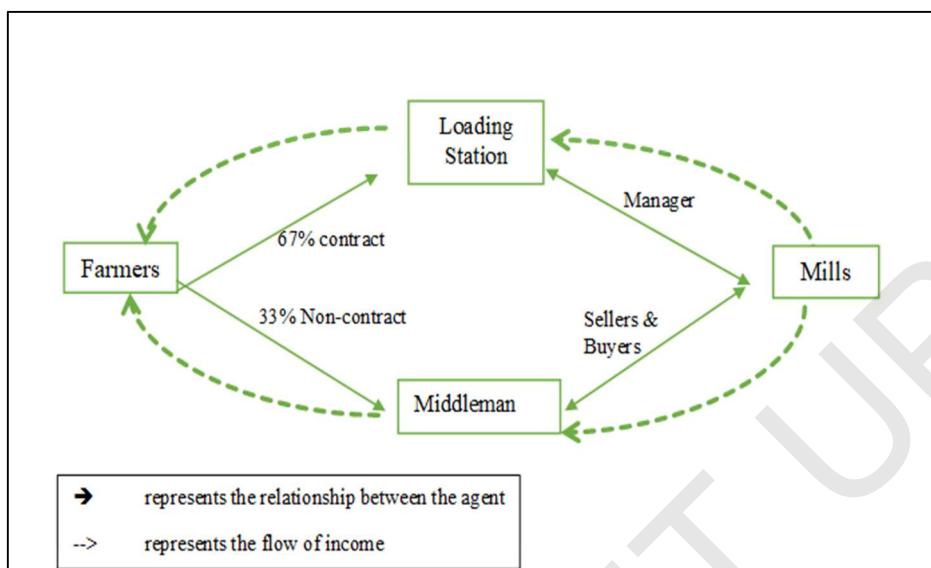 Loading
Station
Manager
67% contract
Farmers
Mills
33% Non-contract
Sellers &
Buyers
Middleman
➔ represents the relationship between the agent
--> represents the flow of income